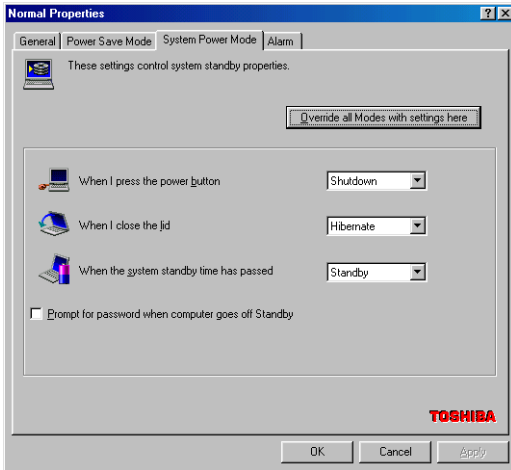 Normal Properties
General Power Save Mode System Power Mode Alarm
These settings control system standby properties.
Override all Modes with settings here
When I press the power button Shutdown
When I close the lid Hibernate
When the system standby time has passed Standby
Prompt for password when computer goes off Standby
TOSHIBA
OK Cancel Apply